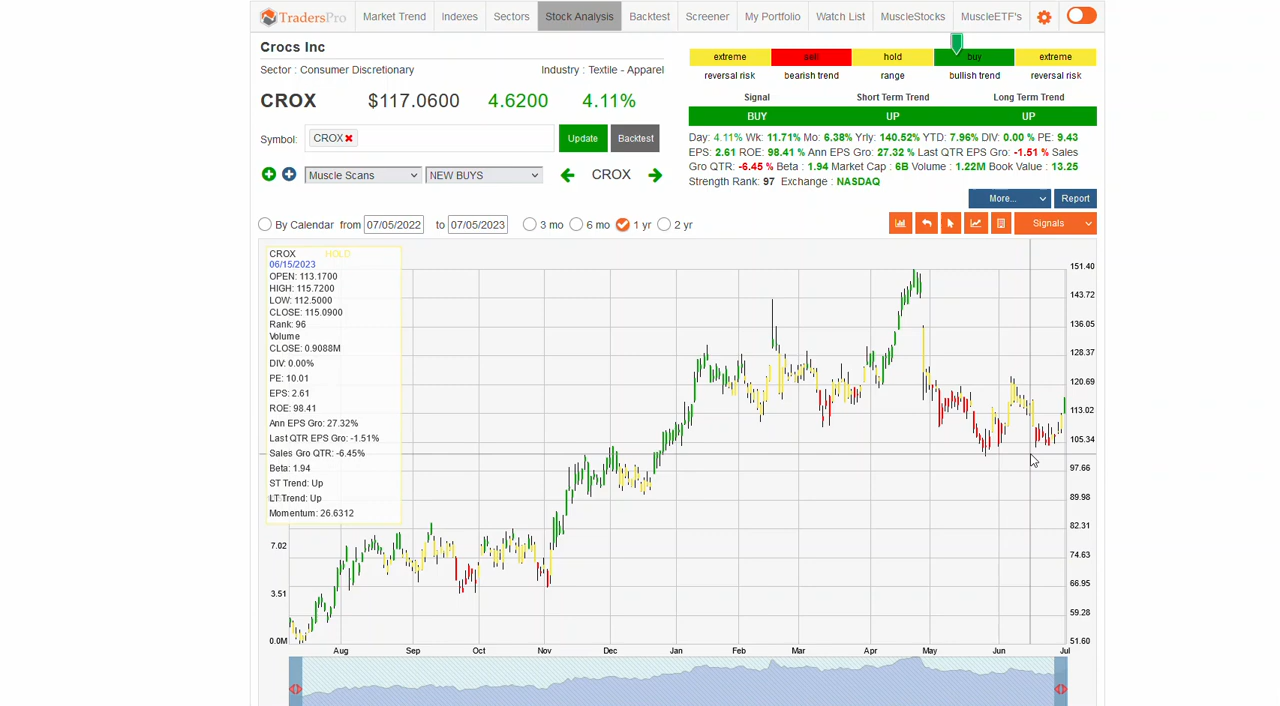 TradersPro Market Trend Indexes Sectors Stock Analysis Backtest Screener My Portfolio Watch List MuscleStocks MuscleETF's
Crocs Inc
Sector : Consumer Discretionary Industry : Textile - Apparel
CROX $117.0600 4.6200 4.11%
Symbol: CROX Update Backtest
Muscle Scans NEW BUYS CROX
extreme sell hold buy extreme
reversal risk bearish trend range bullish trend reversal risk
Signal Short Term Trend Long Term Trend
BUY UP UP
Day: 4.11% Wk: 11.71% Mo: 6.38% Yrly: 140.52% YTD: 7.96% DIV: 0.00 % PE: 9.43
EPS: 2.61 ROE: 98.41 % Ann EPS Gro: 27.32 % Last QTR EPS Gro: -1.51 % Sales
Gro QTR: -6.45 % Beta : 1.94 Market Cap : 6B Volume : 1.22M Book Value : 13.25
Strength Rank: 97 Exchange : NASDAQ
More... Report
By Calendar from 07/05/2022 to 07/05/2023 3 mo 6 mo 1 yr 2 yr Signals
CROX HOLD
06/15/2023
OPEN: 113.1700
HIGH: 115.7200
LOW: 112.5000
CLOSE: 115.0900
Rank: 96
Volume
CLOSE: 0.9088M
DIV: 0.00%
PE: 10.01
EPS: 2.61
ROE: 98.41
Ann EPS Gro: 27.32%
Last QTR EPS Gro: -1.51%
Sales Gro QTR: -6.45%
Beta: 1.94
ST Trend: Up
LT Trend: Up
Momentum: 26.6312
7.02
3.51
0.0M
151.40
143.72
136.05
128.37
120.69
113.02
105.34
97.66
89.98
82.31
74.63
66.95
59.28
51.60
Aug Sep Oct Nov Dec Jan Feb Mar Apr May Jun Jul